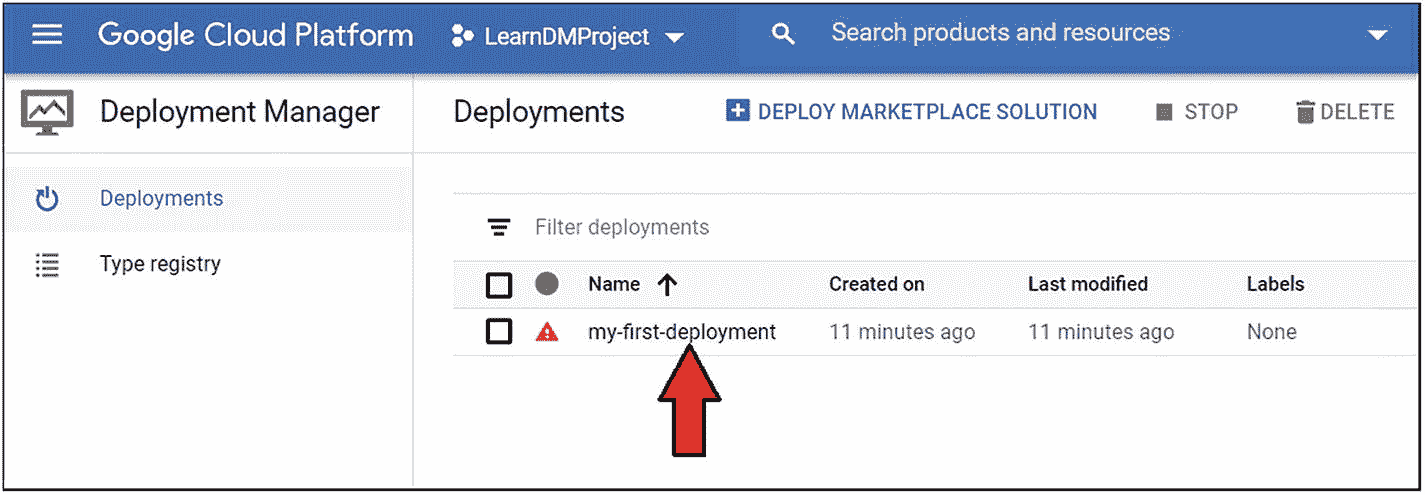 Google Cloud Platform LearnDMProject Search products and resources
Deployment Manager Deployments DEPLOY MARKETPLACE SOLUTION STOP DELETE
Deployments
Filter deployments
Type registry
Name Created on Last modified Labels
my-first-deployment 11 minutes ago 11 minutes ago None